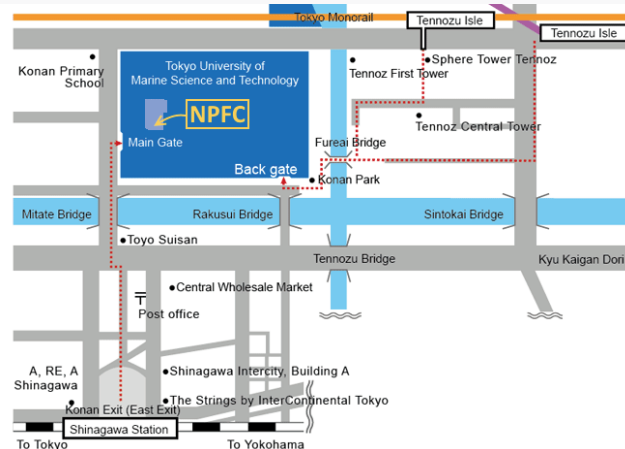 Tokyo Monorail
Tennozu Isle
Tennozu Isle
Konan Primary
School
Tokyo University of
Marine Science and Technology
NPFC
Main Gate
Back gate
Tennoz First Tower
Sphere Tower Tennoz
Tennoz Central Tower
Fureai Bridge
Konan Park
Mitate Bridge
Rakusui Bridge
Sintokai Bridge
Toyo Suisan
Tennozu Bridge
Kyu Kaigan Dori
Central Wholesale Market
〒
Post office
A, RE, A
Shinagawa
Shinagawa Intercity, Building A
The Strings by InterContinental Tokyo
Konan Exit (East Exit)
Shinagawa Station
To Tokyo
To Yokohama